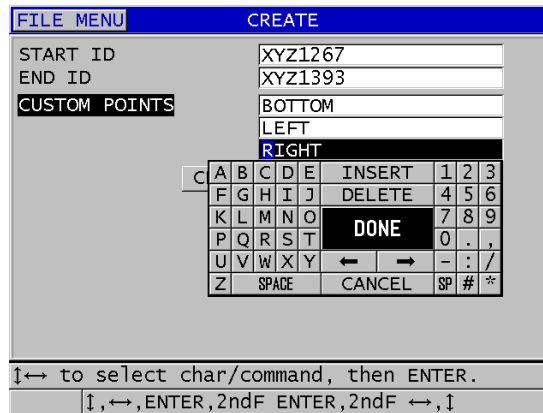 FILE MENU CREATE
START ID XYZ1267
END ID XYZ1393
CUSTOM POINTS BOTTOM
LEFT
RIGHT
A B C D E INSERT 1 2 3
F G H I J DELETE 4 5 6
K L M N O DONE 7 8 9
P Q R S T 0 . ,
U V W X Y ← → - : /
Z SPACE CANCEL SP # *
↕↔ to select char/command, then ENTER.
↕,↔,ENTER,2ndF ENTER,2ndF ↔,↕